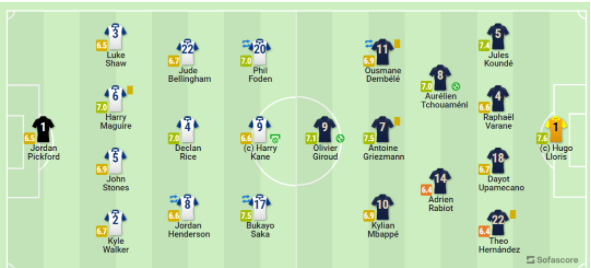 3
6.5
Luke
Shaw
22
6.7
Jude
Bellingham
20
7.0
Phil
Foden
11
6.9
Ousmane
Dembélé
5
7.4
Jules
Koundé
8
7.0
Aurélien
Tchouaméni
6
7.0
Harry
Maguire
4
6.6
Raphaël
Varane
1
6.5
Jordan
Pickford
4
7.0
Declan
Rice
9
6.6
(c) Harry
Kane
9
7.1
Olivier
Giroud
7
7.5
Antoine
Griezmann
1
7.6
(c) Hugo
Lloris
5
6.9
John
Stones
18
6.7
Dayot
Upamecano
14
6.4
Adrien
Rabiot
2
6.7
Kyle
Walker
8
6.6
Jordan
Henderson
17
7.5
Bukayo
Saka
10
6.9
Kylian
Mbappé
22
6.4
Theo
Hernández
Sofascore